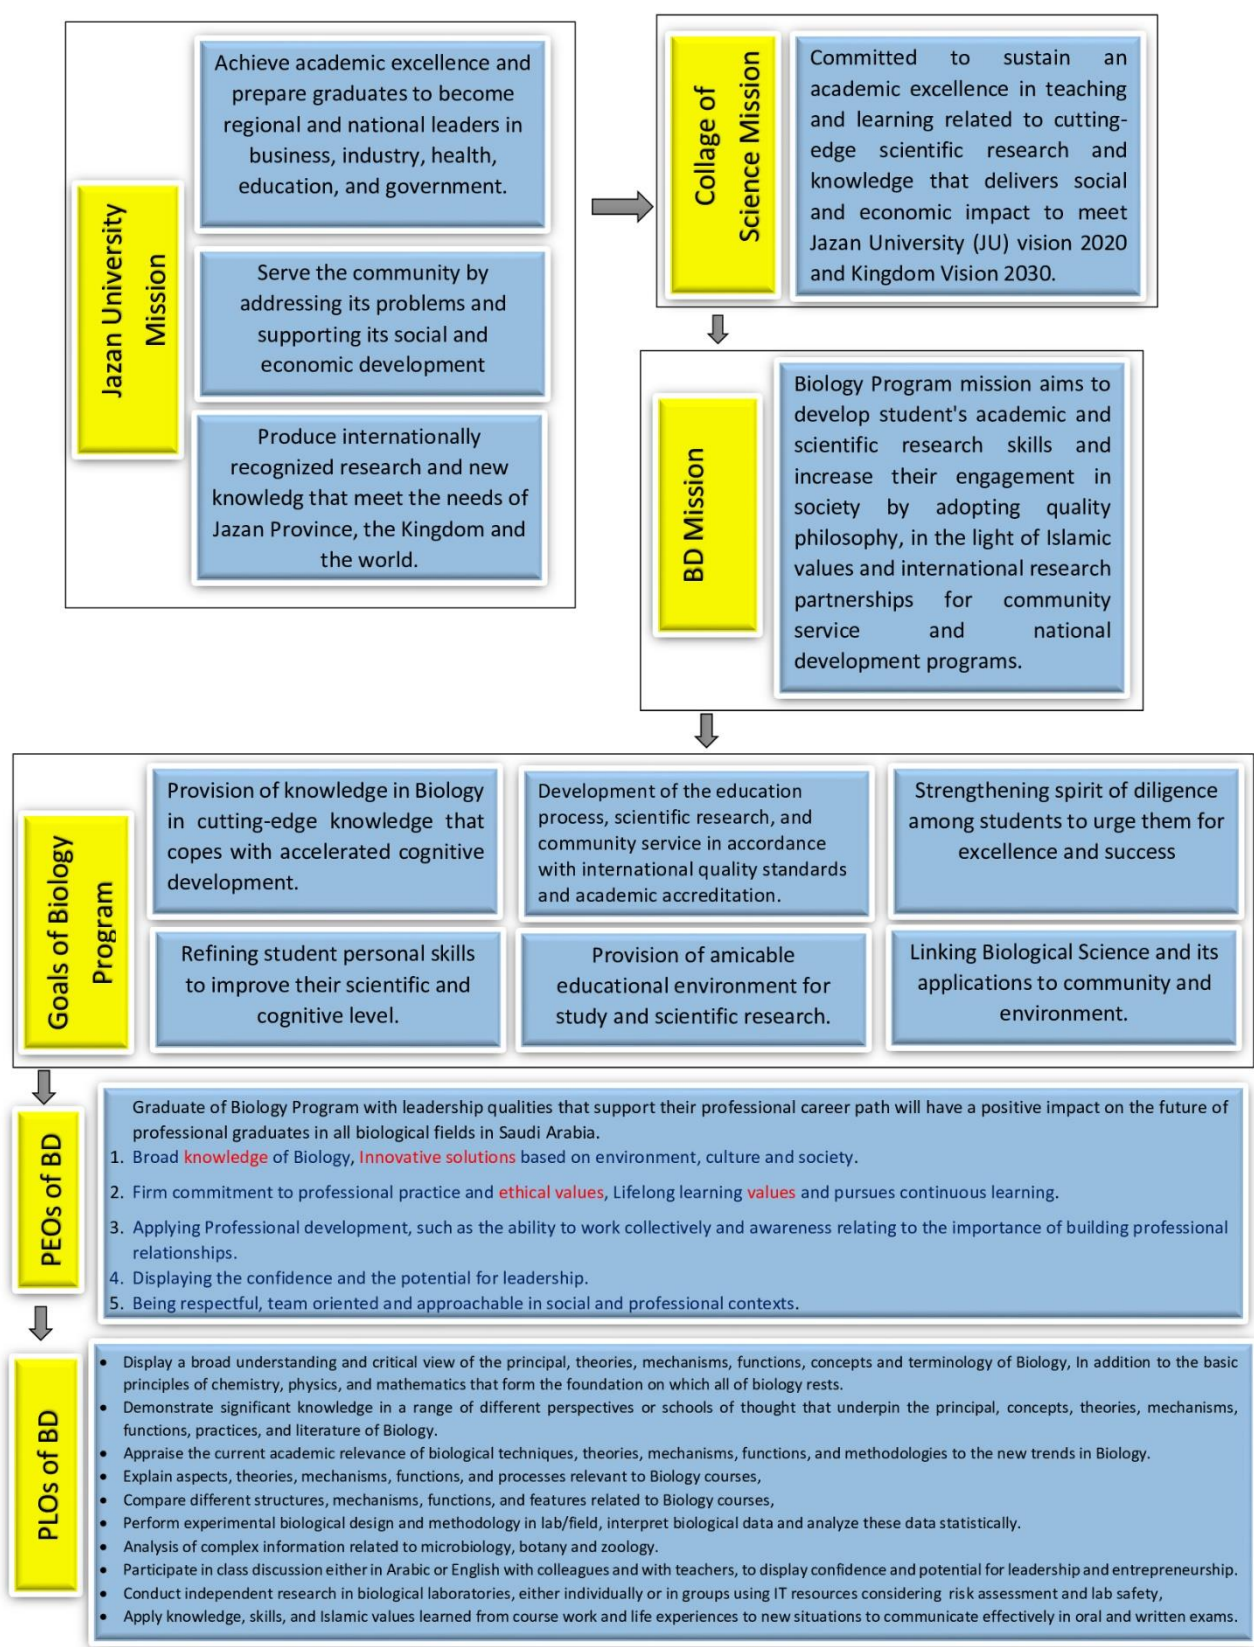 Jazan University
Mission
Achieve academic excellence and
prepare graduates to become
regional and national leaders in
business, industry, health,
education, and government.
Serve the community by
addressing its problems and
supporting its social and
economic development
Produce internationally
recognized research and new
knowledg that meet the needs of
Jazan Province, the Kingdom and
the world.
Collage of
Science Mission
Committed to sustain an
academic excellence in teaching
and learning related to cutting-
edge scientific research and
knowledge that delivers social
and economic impact to meet
Jazan University (JU) vision 2020
and Kingdom Vision 2030.
BD Mission
Biology Program mission aims to
develop student's academic and
scientific research skills and
increase their engagement in
society by adopting quality
philosophy, in the light of Islamic
values and international research
partnerships for community
service and national
development programs.
Goals of Biology
Program
Provision of knowledge in Biology
in cutting-edge knowledge that
copes with accelerated cognitive
development.
Development of the education
process, scientific research, and
community service in accordance
with international quality standards
and academic accreditation.
Strengthening spirit of diligence
among students to urge them for
excellence and success
Refining student personal skills
to improve their scientific and
cognitive level.
Provision of amicable
educational environment for
study and scientific research.
Linking Biological Science and its
applications to community and
environment.
PEOs of BD
Graduate of Biology Program with leadership qualities that support their professional career path will have a positive impact on the future of
professional graduates in all biological fields in Saudi Arabia.
1. Broad knowledge of Biology, Innovative solutions based on environment, culture and society.
2. Firm commitment to professional practice and ethical values, Lifelong learning values and pursues continuous learning.
3. Applying Professional development, such as the ability to work collectively and awareness relating to the importance of building professional
relationships.
4. Displaying the confidence and the potential for leadership.
5. Being respectful, team oriented and approachable in social and professional contexts.
PLOs of BD
• Display a broad understanding and critical view of the principal, theories, mechanisms, functions, concepts and terminology of Biology, In addition to the basic
principles of chemistry, physics, and mathematics that form the foundation on which all of biology rests.
• Demonstrate significant knowledge in a range of different perspectives or schools of thought that underpin the principal, concepts, theories, mechanisms,
functions, practices, and literature of Biology.
• Appraise the current academic relevance of biological techniques, theories, mechanisms, functions, and methodologies to the new trends in Biology.
• Explain aspects, theories, mechanisms, functions, and processes relevant to Biology courses,
• Compare different structures, mechanisms, functions, and features related to Biology courses,
• Perform experimental biological design and methodology in lab/field, interpret biological data and analyze these data statistically.
• Analysis of complex information related to microbiology, botany and zoology.
• Participate in class discussion either in Arabic or English with colleagues and with teachers, to display confidence and potential for leadership and entrepreneurship.
• Conduct independent research in biological laboratories, either individually or in groups using IT resources considering risk assessment and lab safety,
• Apply knowledge, skills, and Islamic values learned from course work and life experiences to new situations to communicate effectively in oral and written exams.